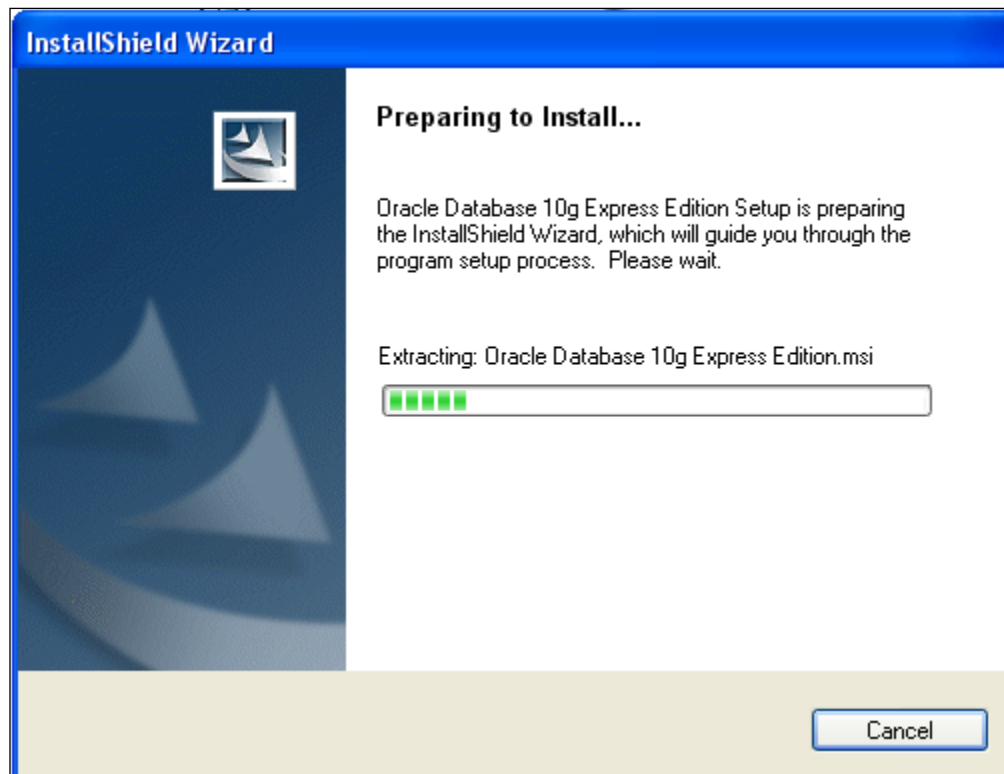 InstallShield Wizard
Preparing to Install...
Oracle Database 10g Express Edition Setup is preparing
the InstallShield Wizard, which will guide you through the
program setup process.  Please wait.
Extracting: Oracle Database 10g Express Edition.msi
Cancel